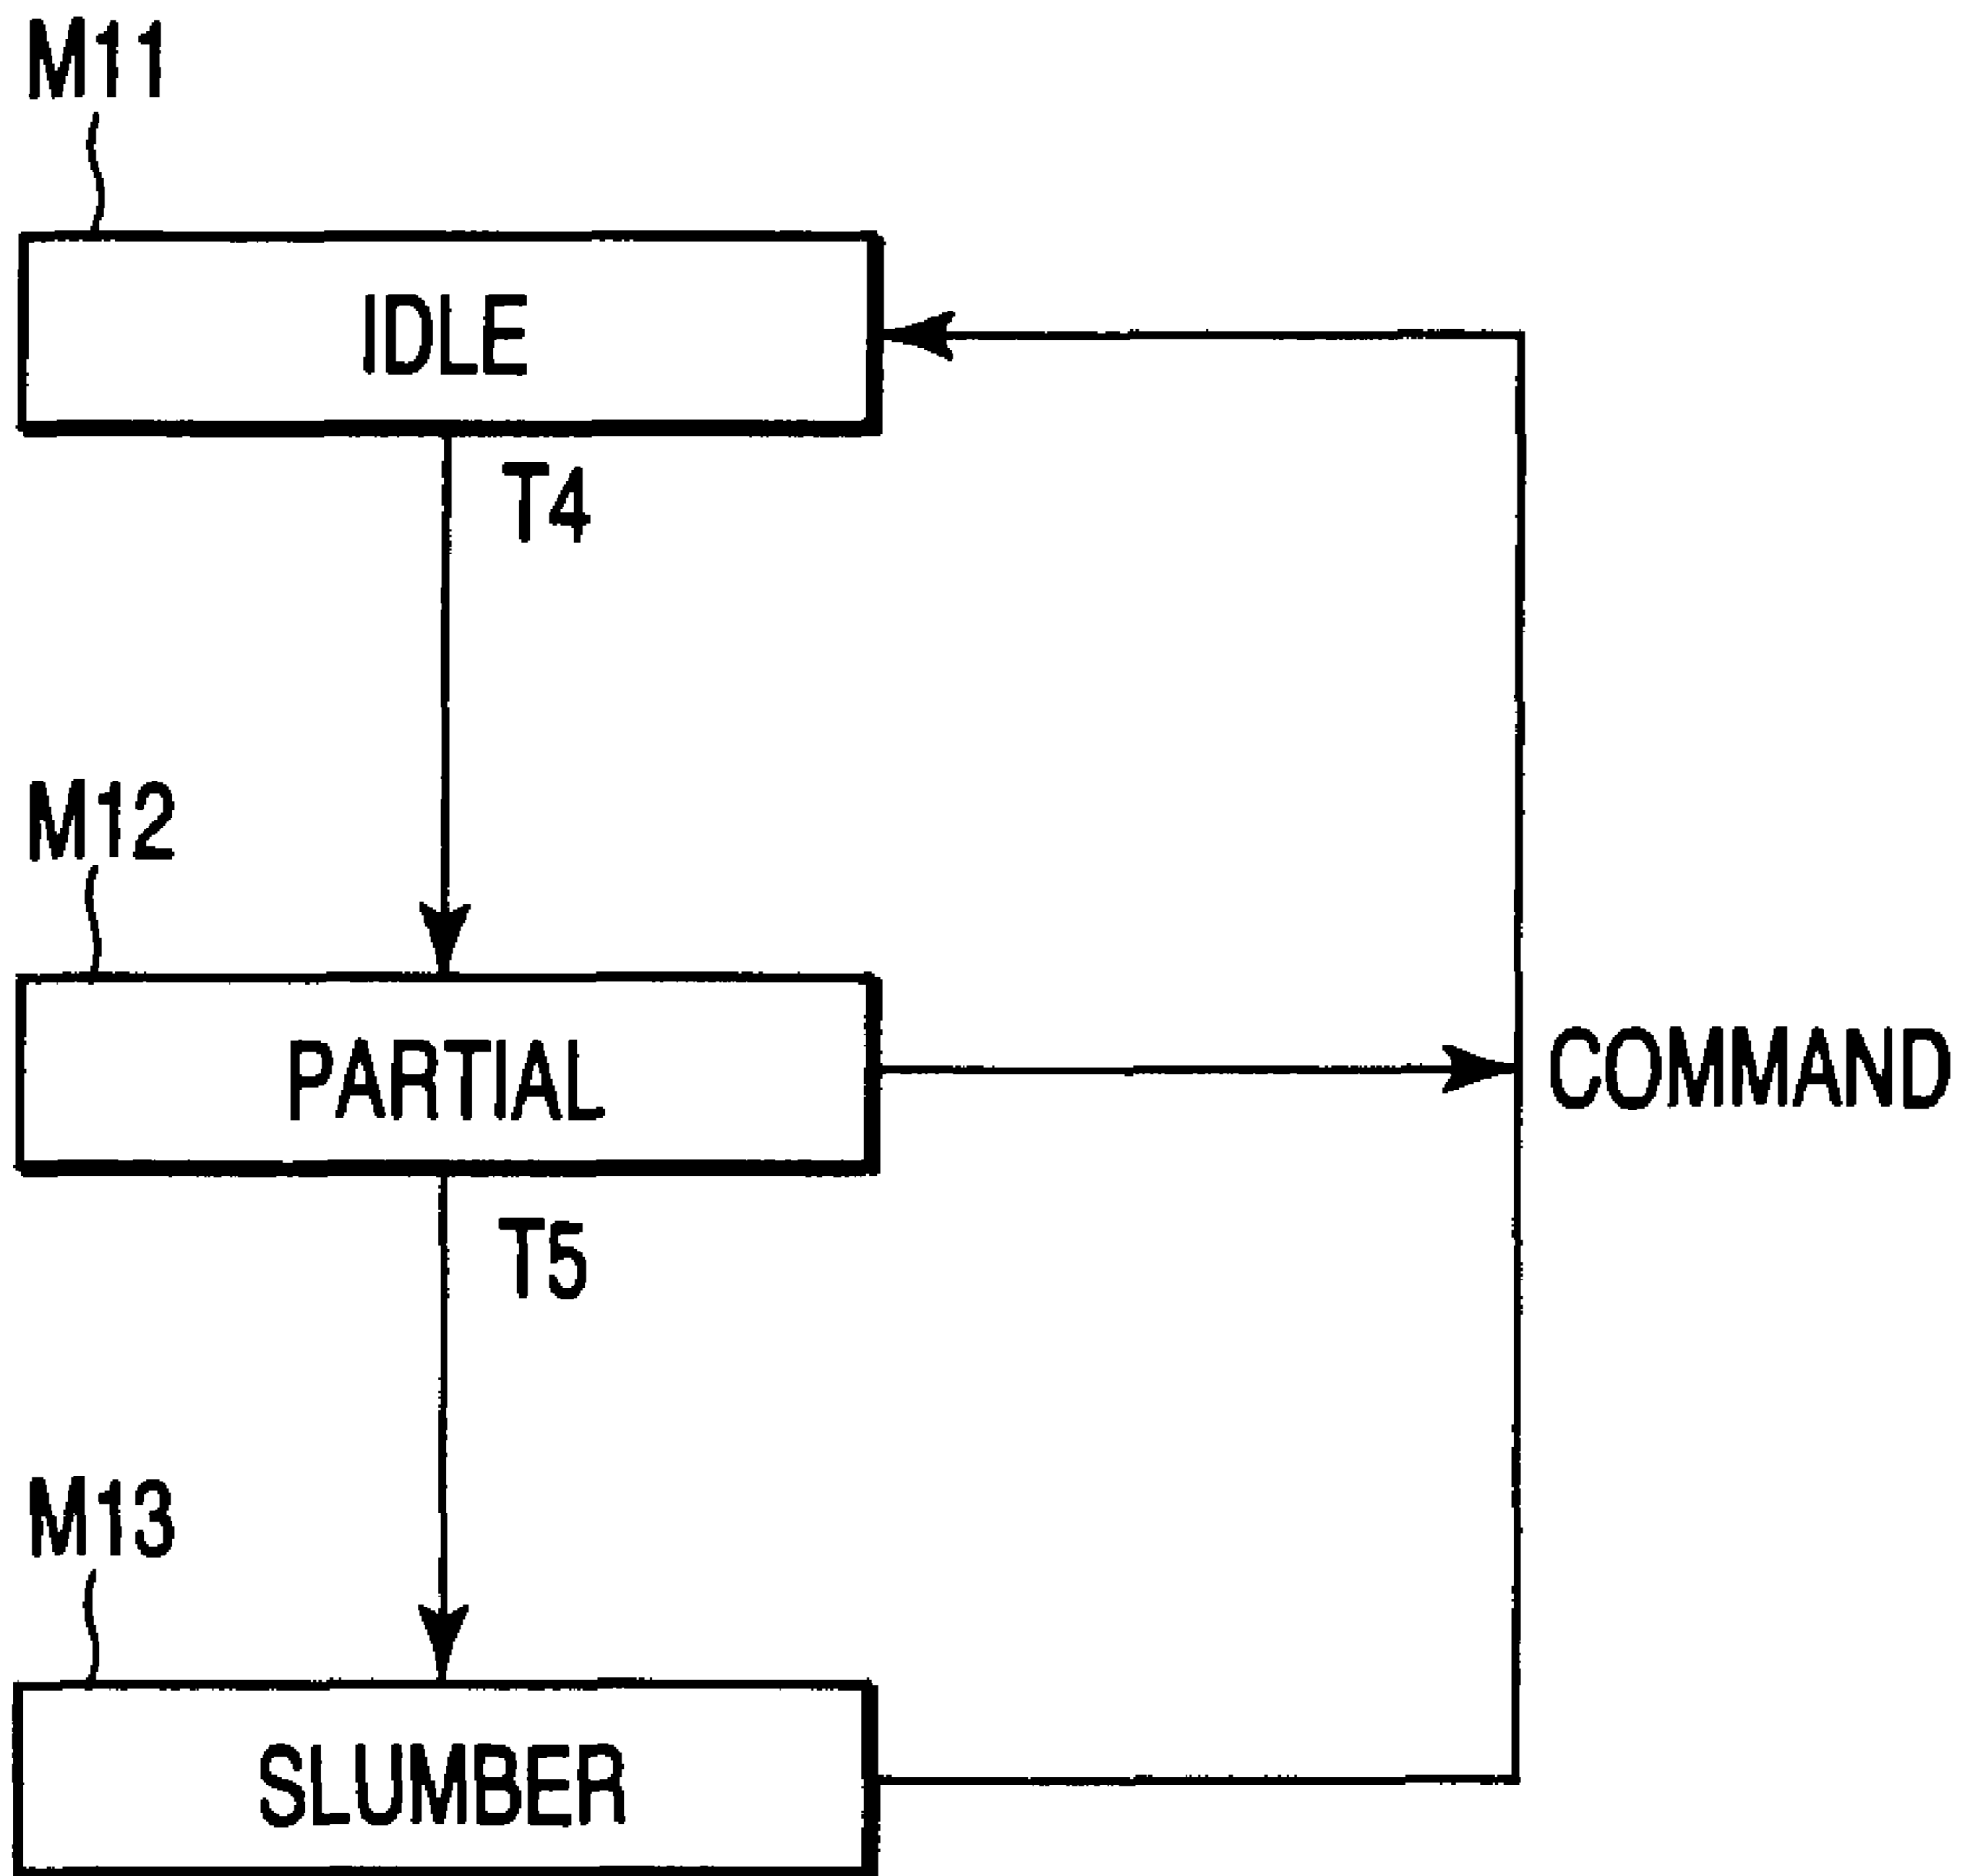 M11
IDLE
T4
M12
PARTIAL
COMMAND
T5
M13
SLUMBER